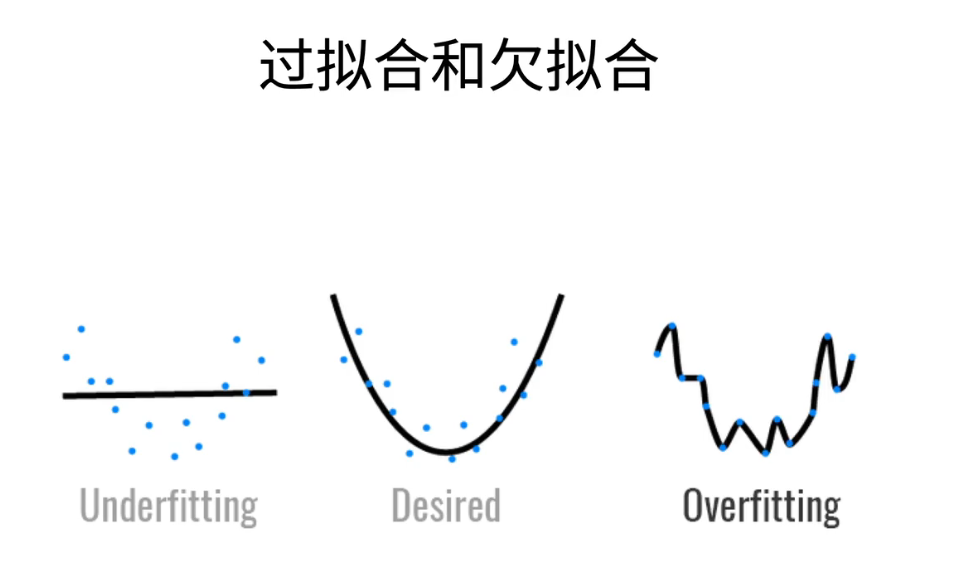 过拟合和欠拟合
Underfitting
Desired
Overfitting